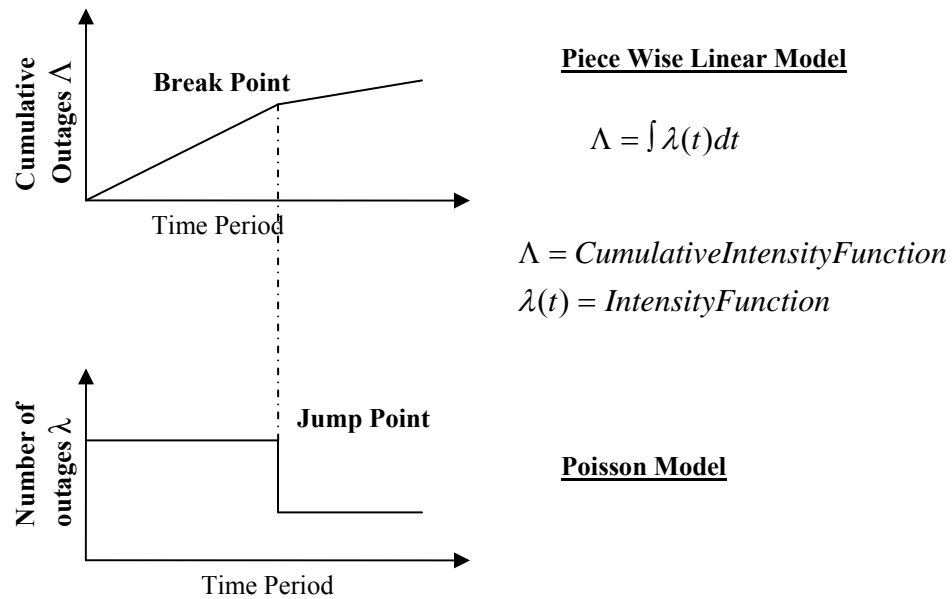 Cumulative
Outages Λ
Break Point
Time Period
Piece Wise Linear Model
Λ = ∫ λ(t)dt
Λ = CumulativeIntensityFunction
λ(t) = IntensityFunction
Number of
outages λ
Jump Point
Time Period
Poisson Model